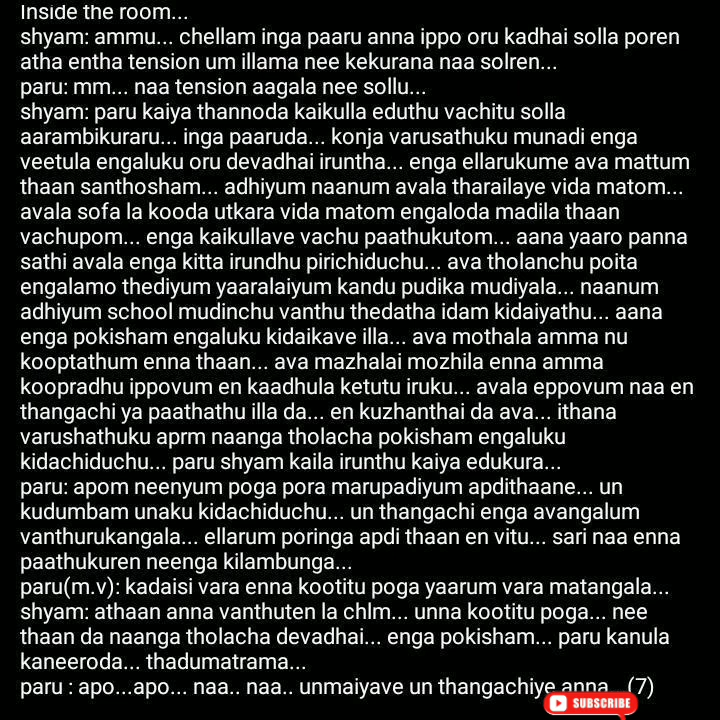 Inside the room...
shyam: ammu... chellam inga paaru anna ippo oru kadhai solla poren
atha entha tension um illama nee kekurana naa solren...
paru: mm... naa tension aagala nee sollu...
shyam: paru kaiya thannoda kaikulla eduthu vachitu solla
aarambikuraru... inga paaruda... konja varusathuku munadi enga
veetula engaluku oru devadhai iruntha... enga ellarukume ava mattum
thaan santhosham... adhiyum naanum avala tharailaye vida matom...
avala sofa la kooda utkara vida matom engaloda madila thaan
vachupom... enga kaikullave vachu paathukutom... aana yaaro panna
sathi avala enga kitta irundhu pirichiduchu... ava tholanchu poita
engalamo thediyum yaaralaiyum kandu pudika mudiyala... naanum
adhiyum school mudinchu vanthu thedatha idam kidaiyathu... aana
enga pokisham engaluku kidaikave illa... ava mothala amma nu
kooptathum enna thaan... ava mazhalai mozhila enna amma
koopradhu ippovum en kaadhula ketutu iruku... avala eppovum naa en
thangachi ya paathathu illa da... en kuzhanthai da ava... ithana
varushathuku aprm naanga tholacha pokisham engaluku
kidachiduchu... paru shyam kaila irunthu kaiya edukura...
paru: apom neenyum poga pora marupadiyum apdithaane... un
kudumbam unaku kidachiduchu... un thangachi enga avangalum
vanthurukangala... ellarum poringa apdi thaan en vitu... sari naa enna
paathukuren neenga kilambunga...
paru(m.v): kadaisi vara enna kootitu poga yaarum vara matangala...
shyam: athaan anna vanthuten la chlm... unna kootitu poga... nee
thaan da naanga tholacha devadhai... enga pokisham... paru kanula
kaneeroda... thadumatrama...
paru : apo...apo... naa.. naa.. unmaiyave un thangachiye anna...(7)
SUBSCRIBE